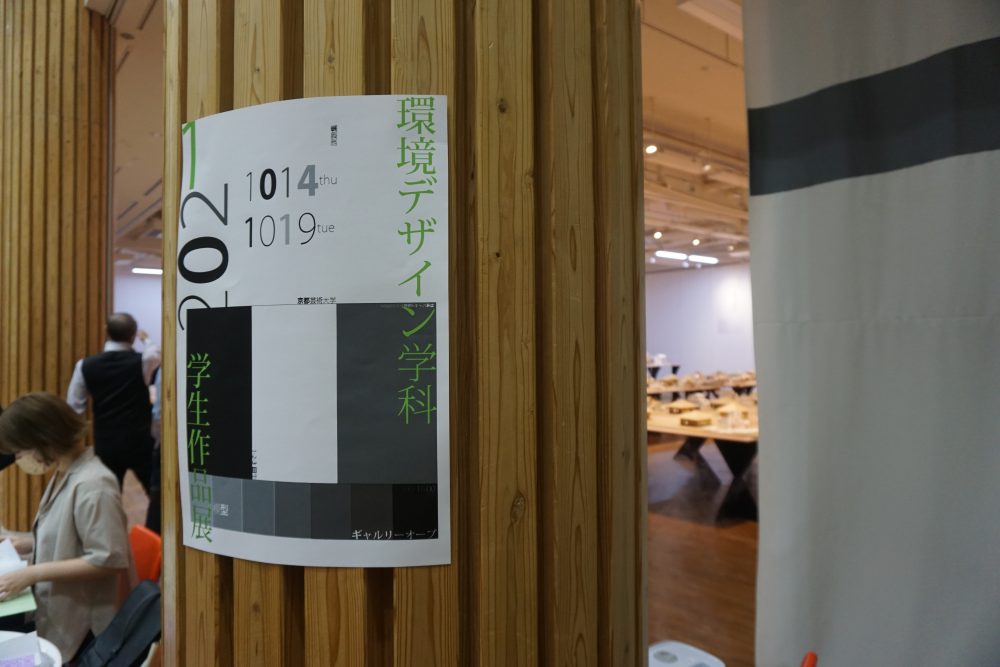 環境デザイン学科
2021
1014thu
1019tue
京都芸術大学
学生作品展
型
ギャルリーオーブ